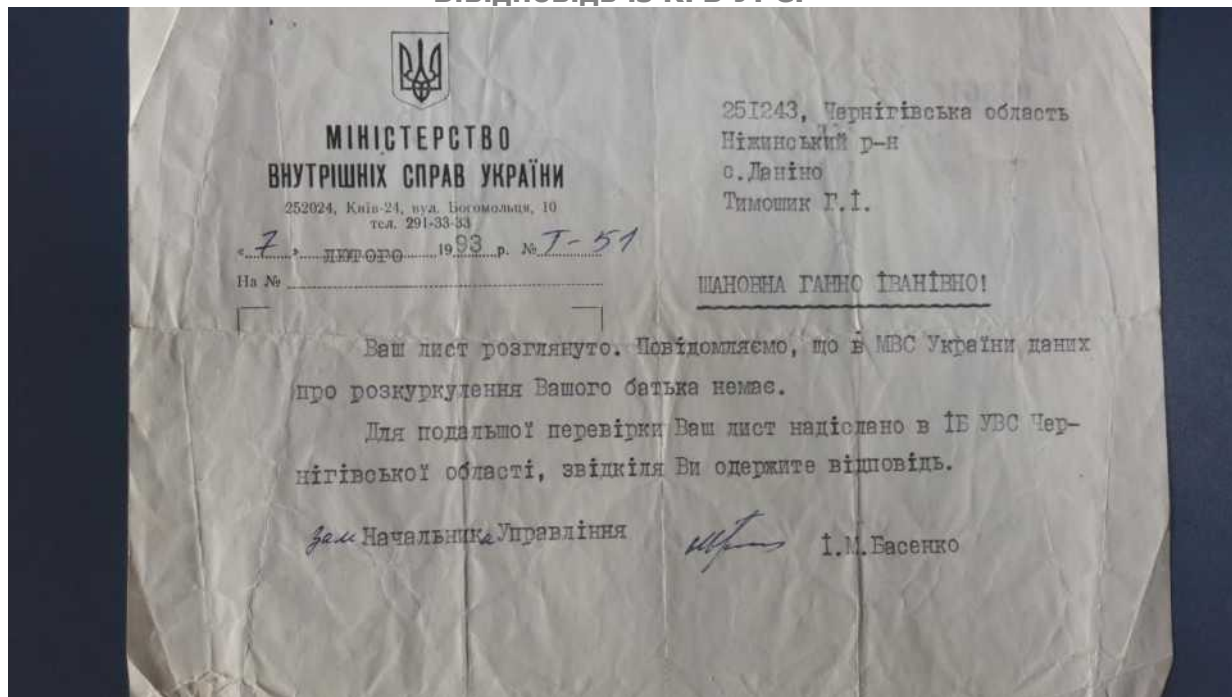 МІНІСТЕРСТВО
ВНУТРІШНІХ СПРАВ УКРАЇНИ
252024, Київ-24, вул. Богомольця, 10
тел. 291-33-33
«7» ЛЮТОГО 1993 р. № Т-51
На №
251243, Чернігівська область
Ніжинський р-н
с.Даніно
Тимошик Г.І.
ШАНОВНА ГАННО ІВАНІВНО!
Ваш лист розглянуто. Повідомляємо, що в МВС України даних
про розкуркулення Вашого батька немає.
Для подальшої перевірки Ваш лист надіслано в ІБ УВС Чер-
нігівської області, звідкіля Ви одержите відповідь.
зам Начальника Управління
І.М.Басенко